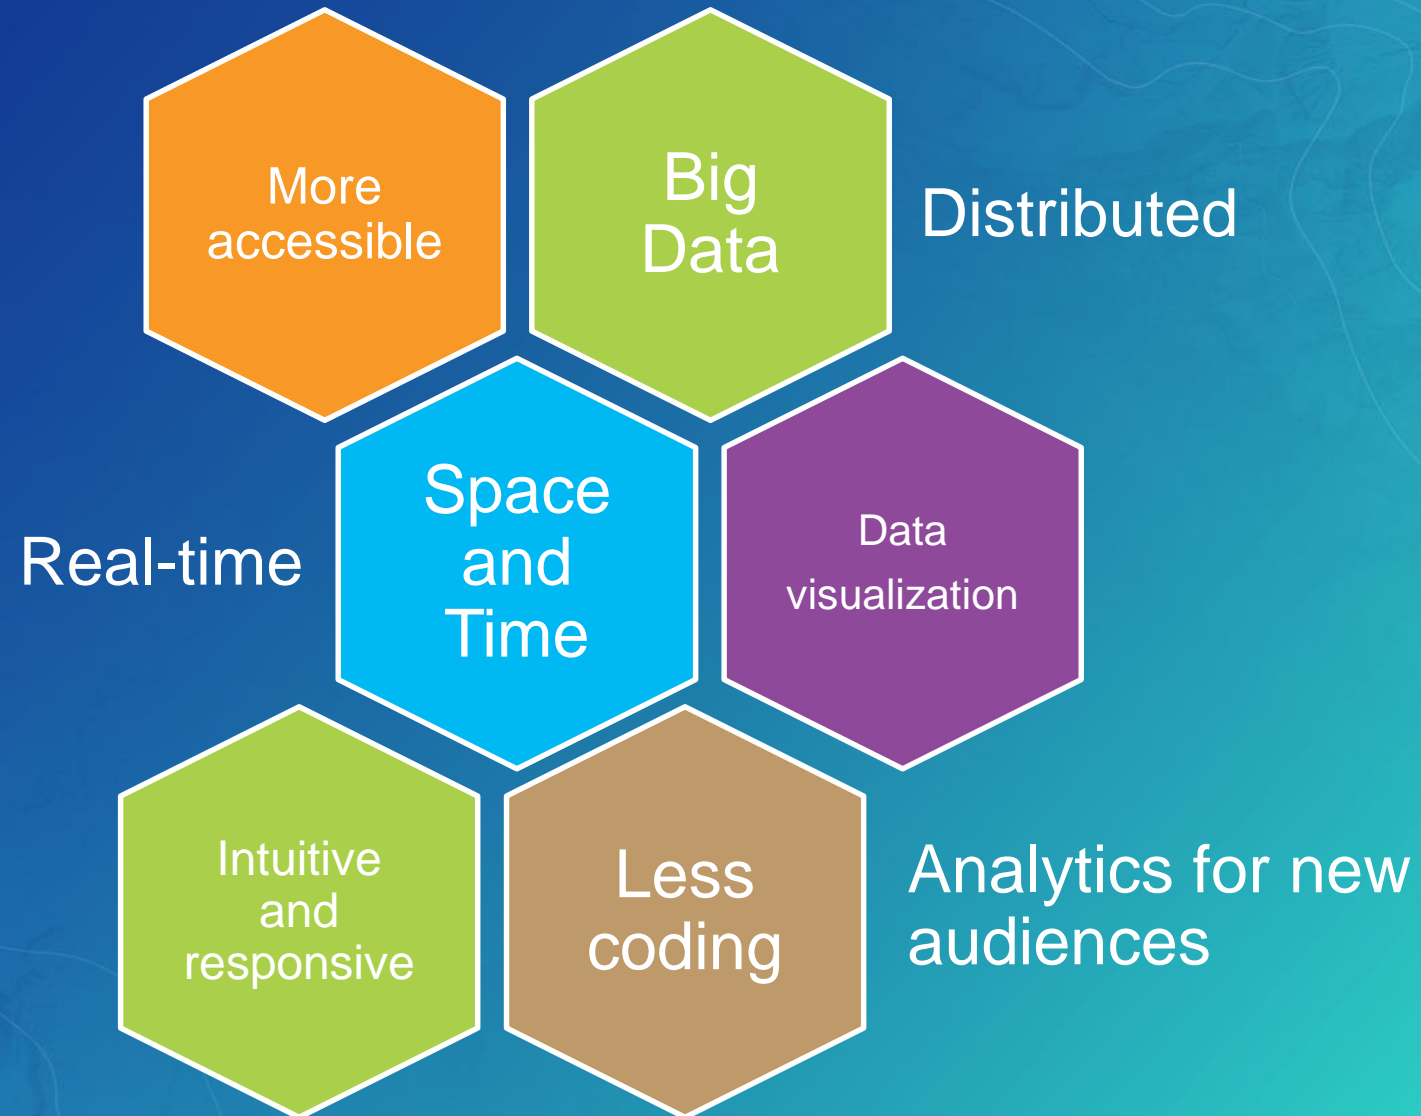 More
accessible
Big
Data
Distributed
Real-time
Space
and
Time
Data
visualization
Intuitive
and
responsive
Less
coding
Analytics for new
audiences